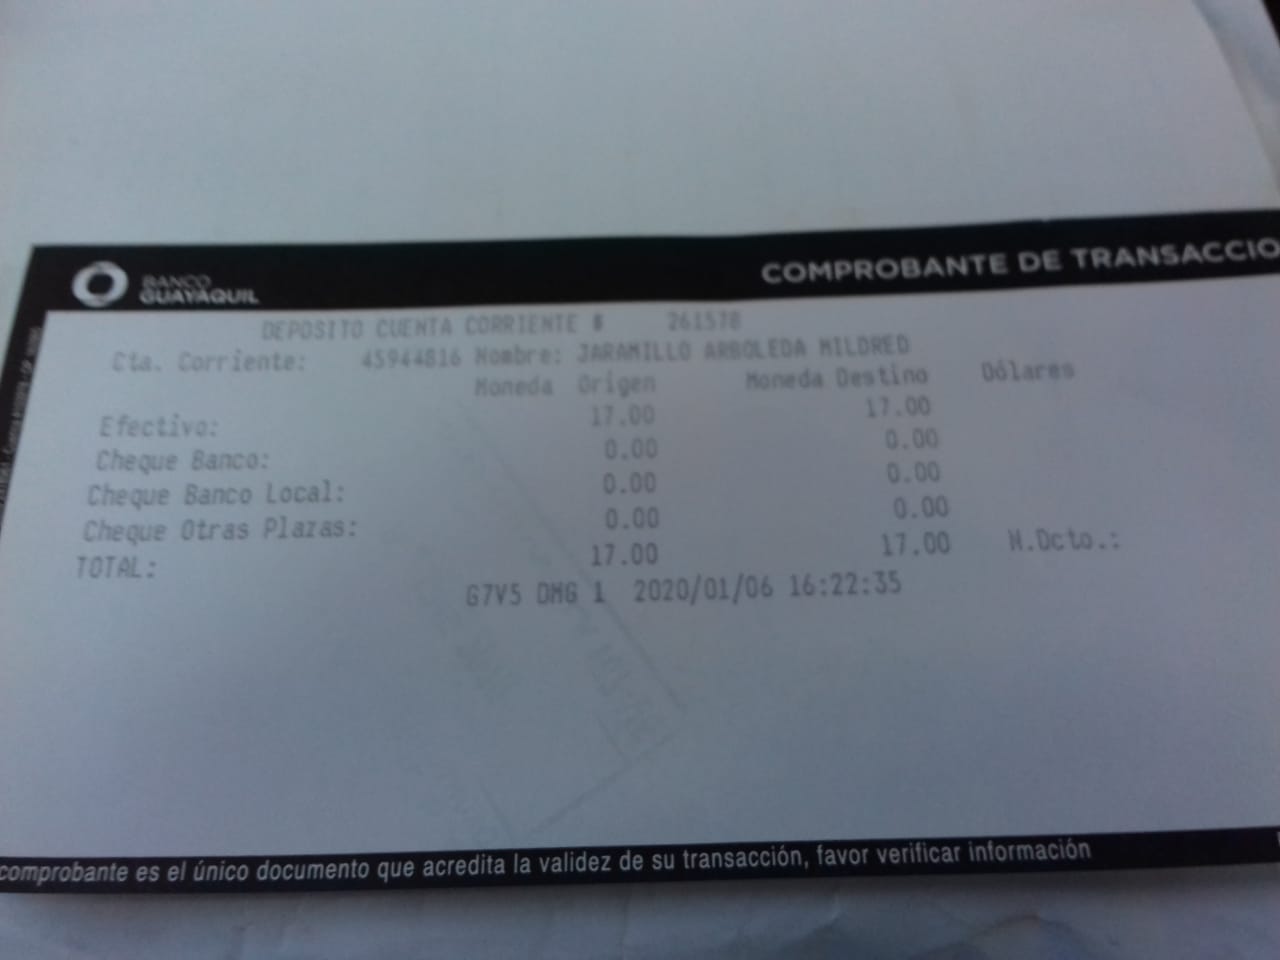 BANCO
GUAYAQUIL
COMPROBANTE DE TRANSACCIO
DEPOSITO CUENTA CORRIENTE # 261578
Cta. Corriente: 45944816 Nombre: JARAMILLO ARBOLEDA MILDRED
Moneda Origen Moneda Destino Dólares
Efectivo: 17.00 17.00
Cheque Banco: 0.00 0.00
Cheque Banco Local: 0.00 0.00
Cheque Otras Plazas: 0.00 0.00
TOTAL: 17.00 17.00 N.Dcto.:
G7V5 DMG 1 2020/01/06 16:22:35
comprobante es el único documento que acredita la validez de su transacción, favor verificar información